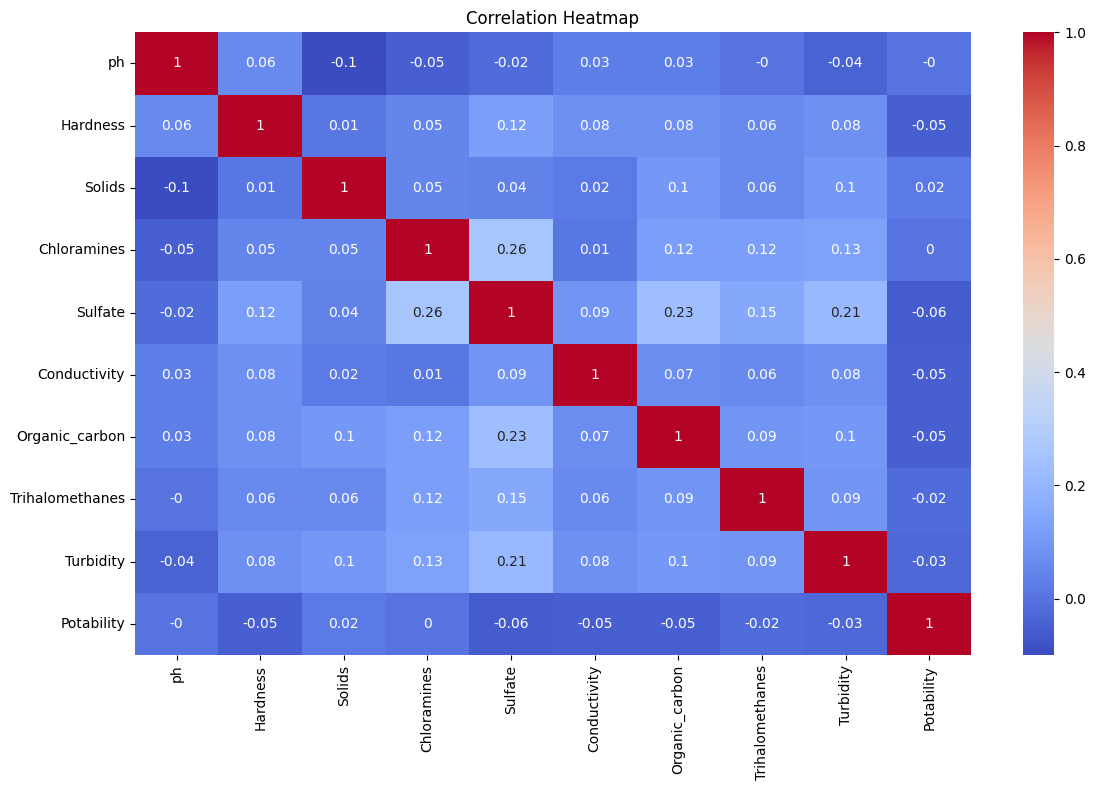 Correlation Heatmap
ph 1 0.06 -0.1 -0.05 -0.02 0.03 0.03 -0 -0.04 -0
Hardness 0.06 1 0.01 0.05 0.12 0.08 0.08 0.06 0.08 -0.05
Solids -0.1 0.01 1 0.05 0.04 0.02 0.1 0.06 0.1 0.02
Chloramines -0.05 0.05 0.05 1 0.26 0.01 0.12 0.12 0.13 0
Sulfate -0.02 0.12 0.04 0.26 1 0.09 0.23 0.15 0.21 -0.06
Conductivity 0.03 0.08 0.02 0.01 0.09 1 0.07 0.06 0.08 -0.05
Organic_carbon 0.03 0.08 0.1 0.12 0.23 0.07 1 0.09 0.1 -0.05
Trihalomethanes -0 0.06 0.06 0.12 0.15 0.06 0.09 1 0.09 -0.02
Turbidity -0.04 0.08 0.1 0.13 0.21 0.08 0.1 0.09 1 -0.03
Potability -0 -0.05 0.02 0 -0.06 -0.05 -0.05 -0.02 -0.03 1
ph Hardness Solids Chloramines Sulfate Conductivity Organic_carbon Trihalomethanes Turbidity Potability
1.0
0.8
0.6
0.4
0.2
0.0